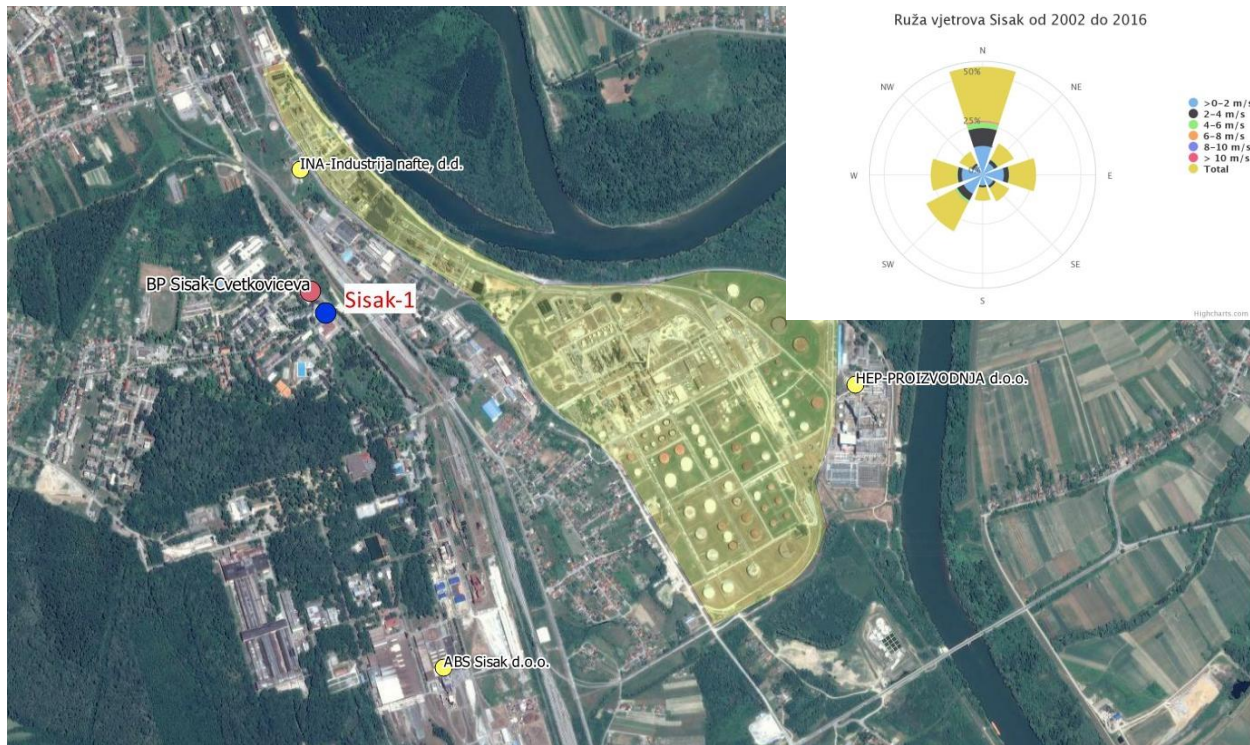 Ruža vjetrova Sisak od 2002 do 2016
N
50%
NW
NE
>0-2 m/s
2-4 m/s
25%
4-6 m/s
6-8 m/s
8-10 m/s
> 10 m/s
Total
W
E
SW
SE
S
Highcharts.com
INA-Industrija nafte, d.d.
BP Sisak-Cvetkoviceva
Sisak-1
HEP-PROIZVODNJA d.o.o.
ABS Sisak d.o.o.